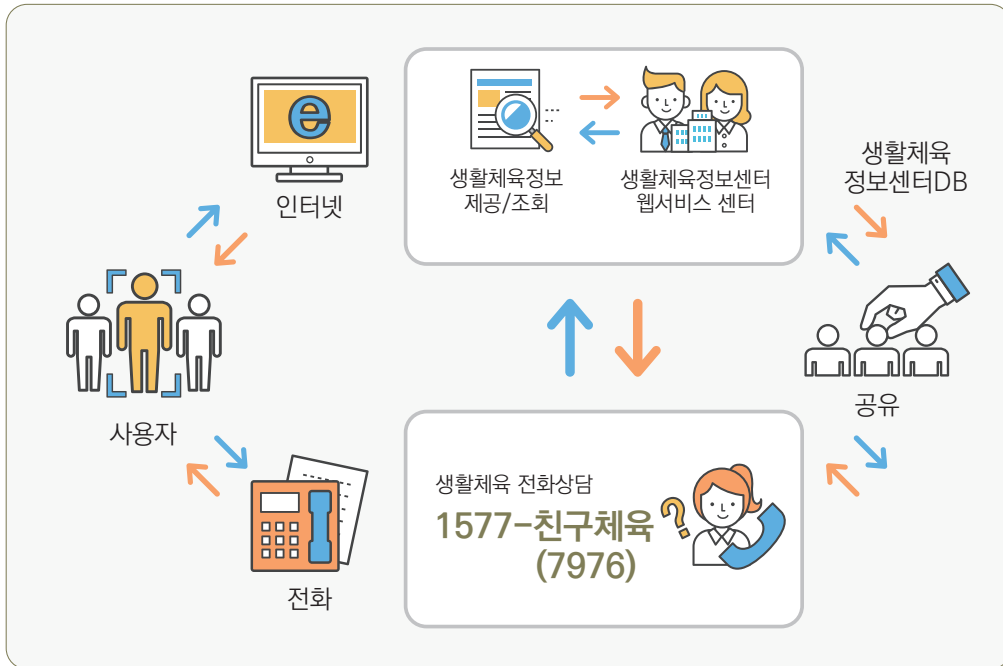 e
인터넷
생활체육정보
제공/조회
생활체육정보센터
웹서비스 센터
생활체육
정보센터DB
사용자
공유
전화
생활체육 전화상담
1577-친구체육
(7976)
?